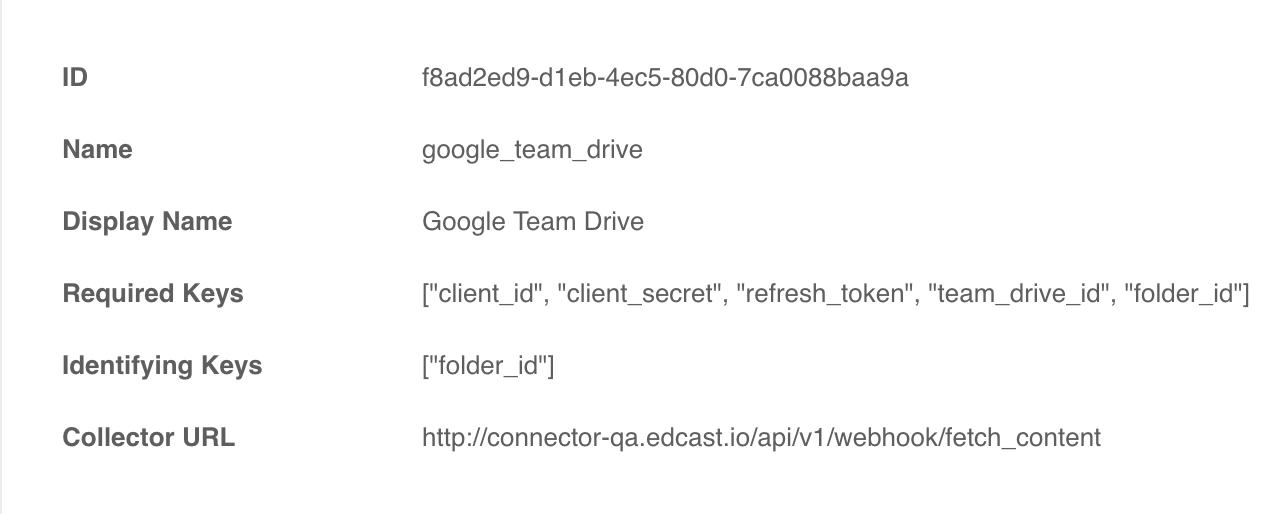 ID f8ad2ed9-d1eb-4ec5-80d0-7ca0088baa9a
Name google_team_drive
Display Name Google Team Drive
Required Keys ["client_id", "client_secret", "refresh_token", "team_drive_id", "folder_id"]
Identifying Keys ["folder_id"]
Collector URL http://connector-qa.edcast.io/api/v1/webhook/fetch_content